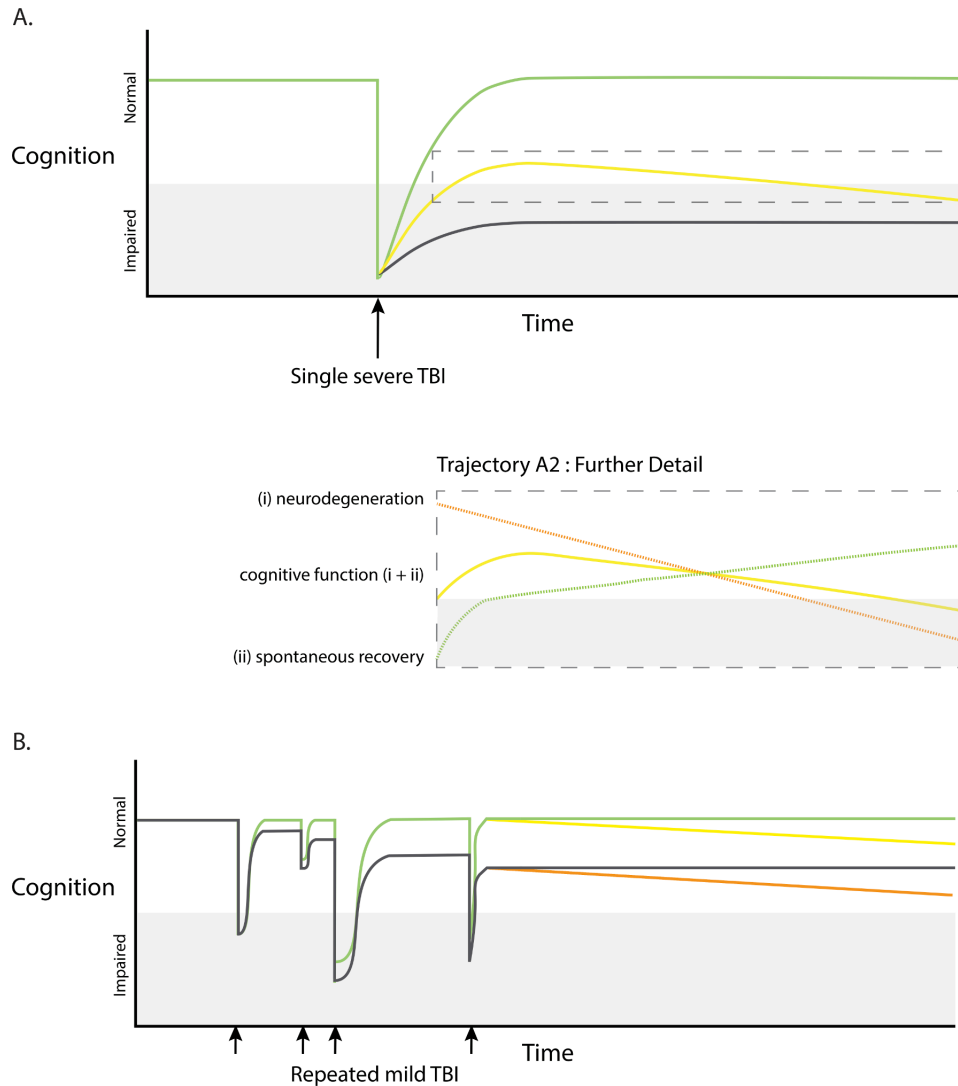 A.
Normal
Cognition
Impaired
Time
Single severe TBI
Trajectory A2 : Further Detail
(i) neurodegeneration
cognitive function (i + ii)
(ii) spontaneous recovery
B.
Normal
Cognition
Impaired
Time
Repeated mild TBI